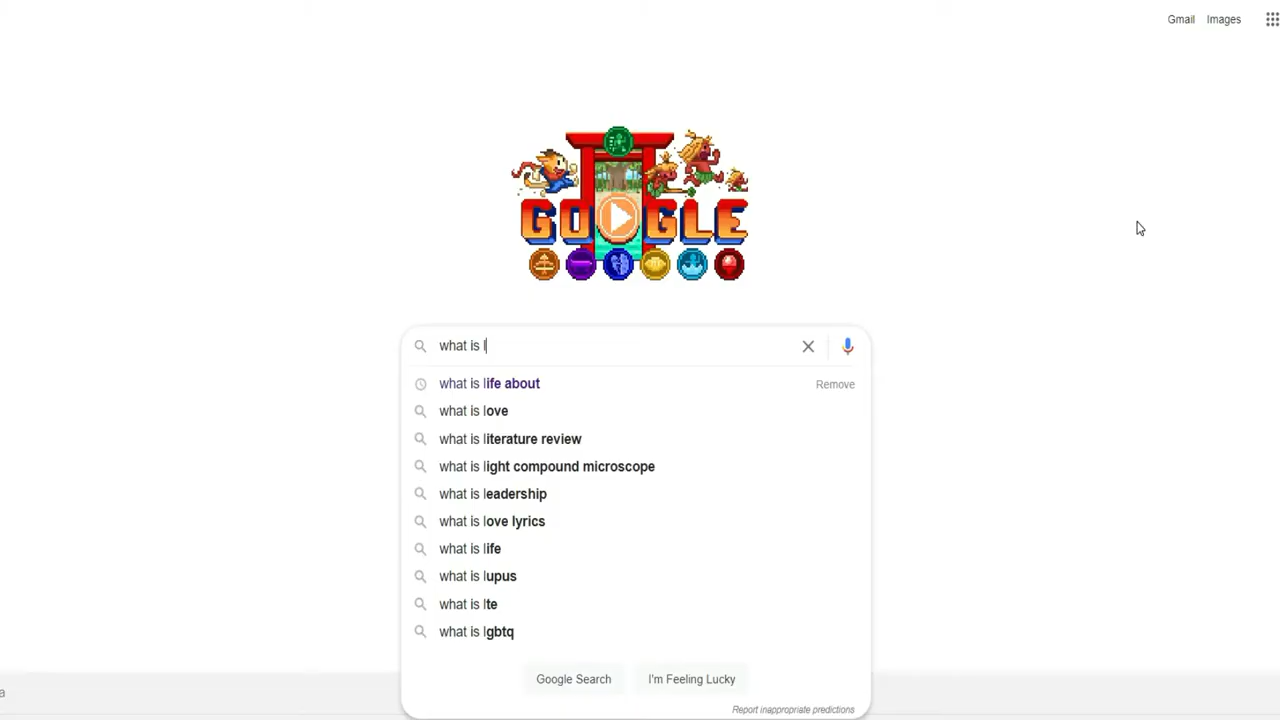 Gmail Images
GOOGLE
what is l
what is life about Remove
what is love
what is literature review
what is light compound microscope
what is leadership
what is love lyrics
what is life
what is lupus
what is lte
what is lgbtq
Google Search I'm Feeling Lucky
a
Report inappropriate predictions